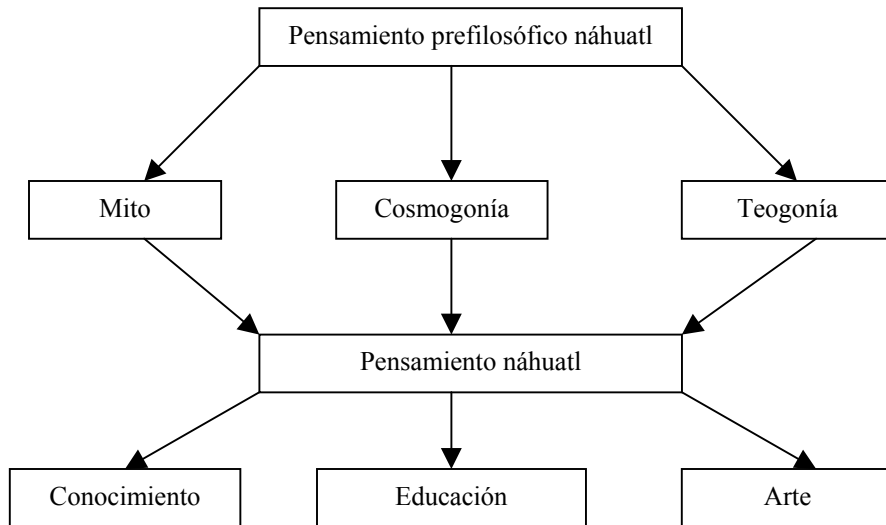 Pensamiento prefilosófico náhuatl
Mito
Cosmogonía
Teogonía
Pensamiento náhuatl
Conocimiento
Educación
Arte